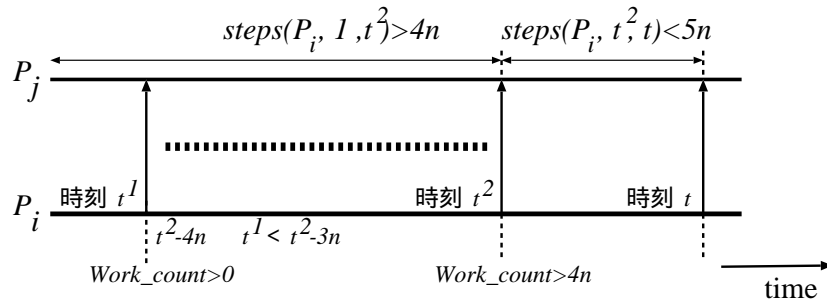 steps(P_i, 1 ,t^2)>4n steps(P_i, t^2, t)<5n
P_j
時刻 t^1 時刻 t^2 時刻 t
P_i
t^2-4n t^1 < t^2-3n
Work_count>0 Work_count>4n
time